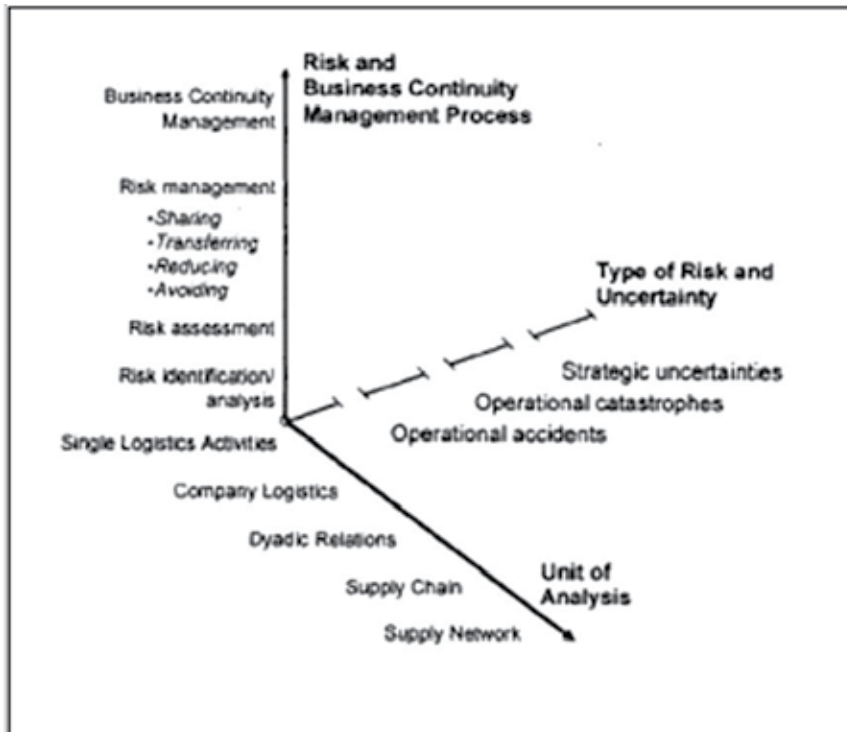 Risk and
Business Continuity
Management Process
Business Continuity
Management
Risk management
-Sharing
-Transferring
-Reducing
-Avoiding
Risk assessment
Risk identification/
analysis
Type of Risk and
Uncertainty
Strategic uncertainties
Operational catastrophes
Operational accidents
Single Logistics Activities
Company Logistics
Dyadic Relations
Supply Chain
Supply Network
Unit of
Analysis